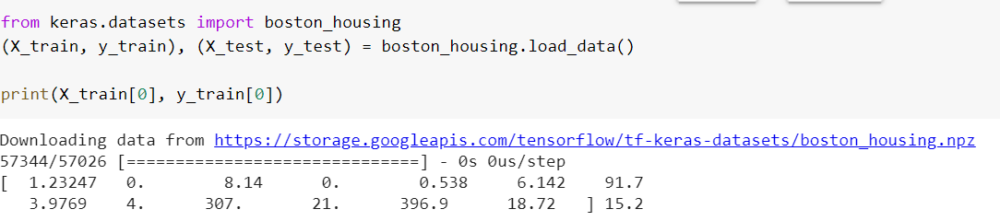 from keras.datasets import boston_housing
(X_train, y_train), (X_test, y_test) = boston_housing.load_data()
print(X_train[0], y_train[0])
Downloading data from https://storage.googleapis.com/tensorflow/tf-keras-datasets/boston_housing.npz
57344/57026 [==============================] - 0s 0us/step
[  1.23247   0.        8.14      0.        0.538     6.142    91.7
   3.9769    4.      307.       21.      396.9      18.72   ] 15.2